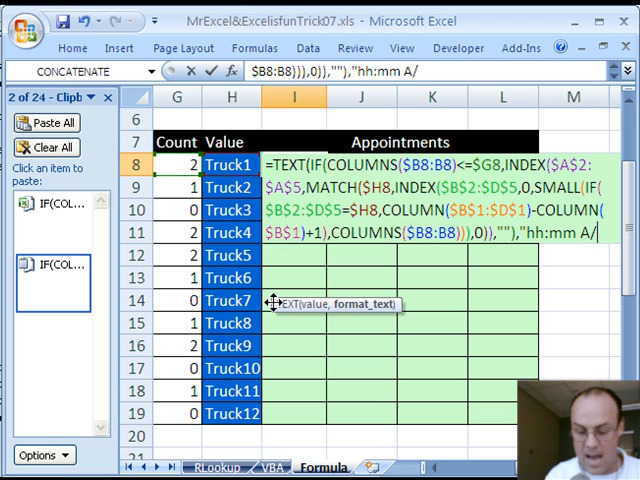 MrExcel&ExcelisfunTrick07.xls - Microsoft Excel
Home Insert Page Layout Formulas Data Review View Developer Add-Ins
CONCATENATE $B8:B8))),0)),""),"hh:mm A/
2 of 24 - Clipb
Paste All
Clear All
Click an item to
paste:
IF(COL...
IF(COL...
Options
G H I J K L M
6
7 Count Value Appointments
8 2 Truck1 =TEXT(IF(COLUMNS($B8:B8)<=$G8,INDEX($A$2:
9 1 Truck2 $A$5,MATCH($H8,INDEX($B$2:$D$5,0,SMALL(IF(
10 0 Truck3 $B$2:$D$5=$H8,COLUMN($B$1:$D$1)-COLUMN(
11 2 Truck4 $B$1)+1),COLUMNS($B8:B8))),0)),""),"hh:mm A/
12 2 Truck5
13 1 Truck6
14 0 Truck7
TEXT(value, format_text)
15 1 Truck8
16 2 Truck9
17 0 Truck10
18 1 Truck11
19 0 Truck12
20
21
RLookup VBA Formula